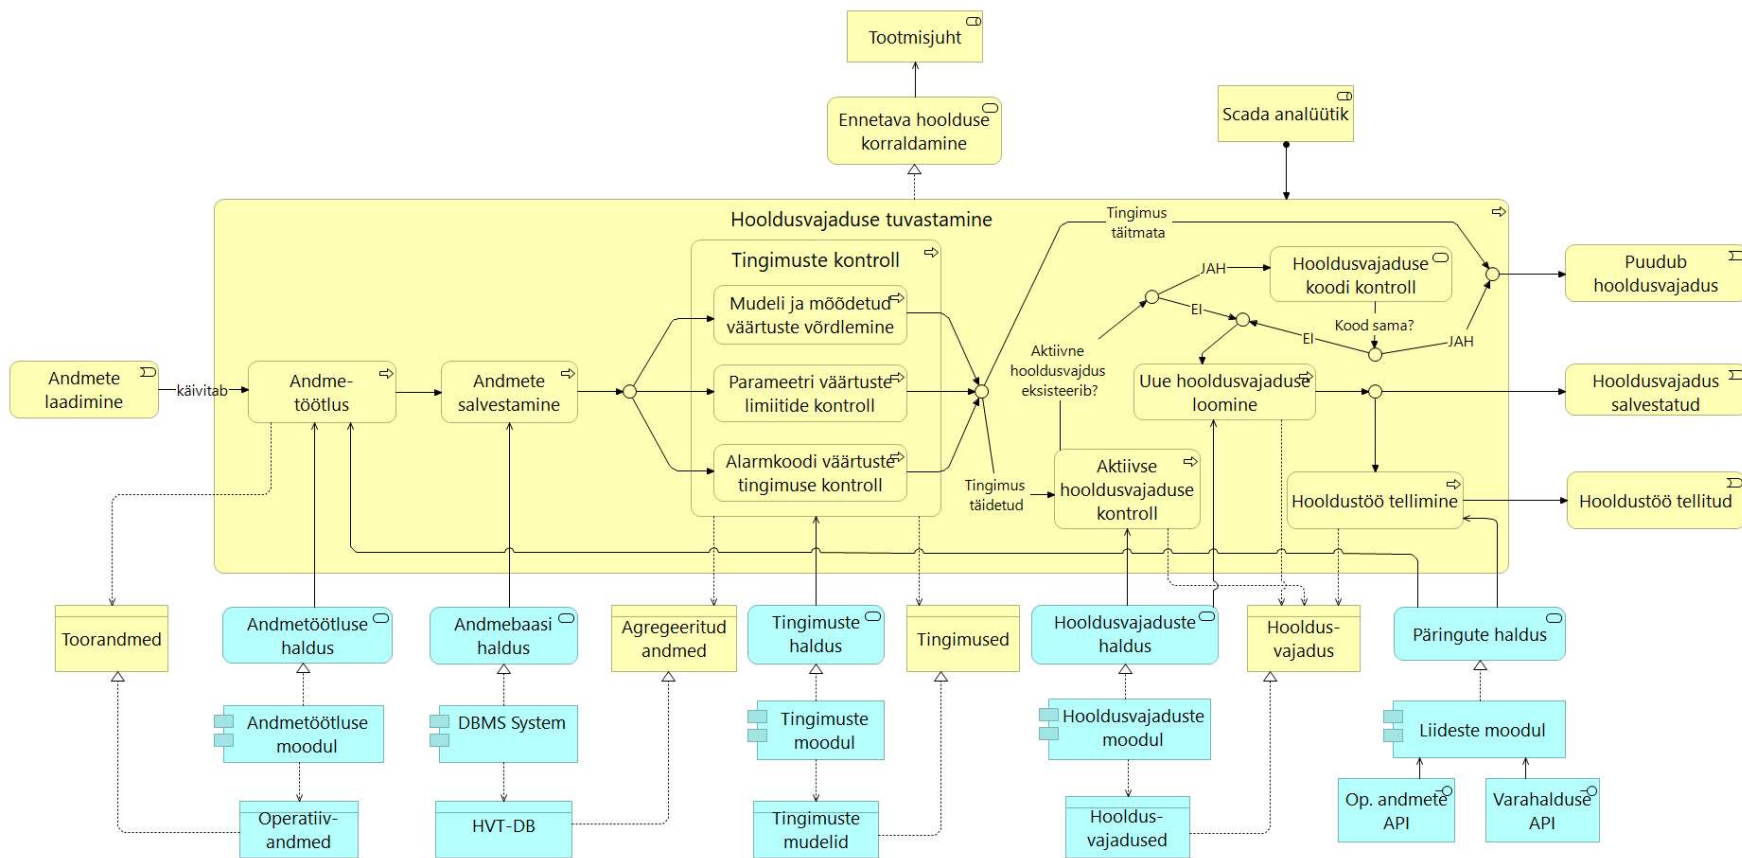 Tootmisjuht
Ennetava hoolduse
korraldamine
Scada analüütik
Hooldusvajaduse tuvastamine
Tingimus
täitmata
Tingimuste kontroll
Hooldusvajaduse
koodi kontroll
Puudub
hooldusvajadus
JAH
Mudeli ja mõõdetud
väärtuste võrdlemine
EI
Kood sama?
EI
JAH
Aktiivne
hooldusvajdus
eksisteerib?
Andmete
laadimine
käivitab
Andme-
töötlus
Andmete
salvestamine
Parameetri väärtuste
limiitide kontroll
Uue hooldusvajaduse
loomine
Hooldusvajadus
salvestatud
Alarmkoodi väärtuste
tingimuse kontroll
Tingimus
täidetud
Aktiivse
hooldusvajaduse
kontroll
Hooldustöö tellimine
Hooldustöö tellitud
Toorandmed
Andmetöötluse
haldus
Andmebaasi
haldus
Agregeeritud
andmed
Tingimuste
haldus
Tingimused
Hooldusvajaduste
haldus
Hooldus-
vajadus
Päringute haldus
Andmetöötluse
moodul
DBMS System
Tingimuste
moodul
Hooldusvajaduste
moodul
Liideste moodul
Operatiiv-
andmed
HVT-DB
Tingimuste
mudelid
Hooldus-
vajadused
Op. andmete
API
Varahalduse
API